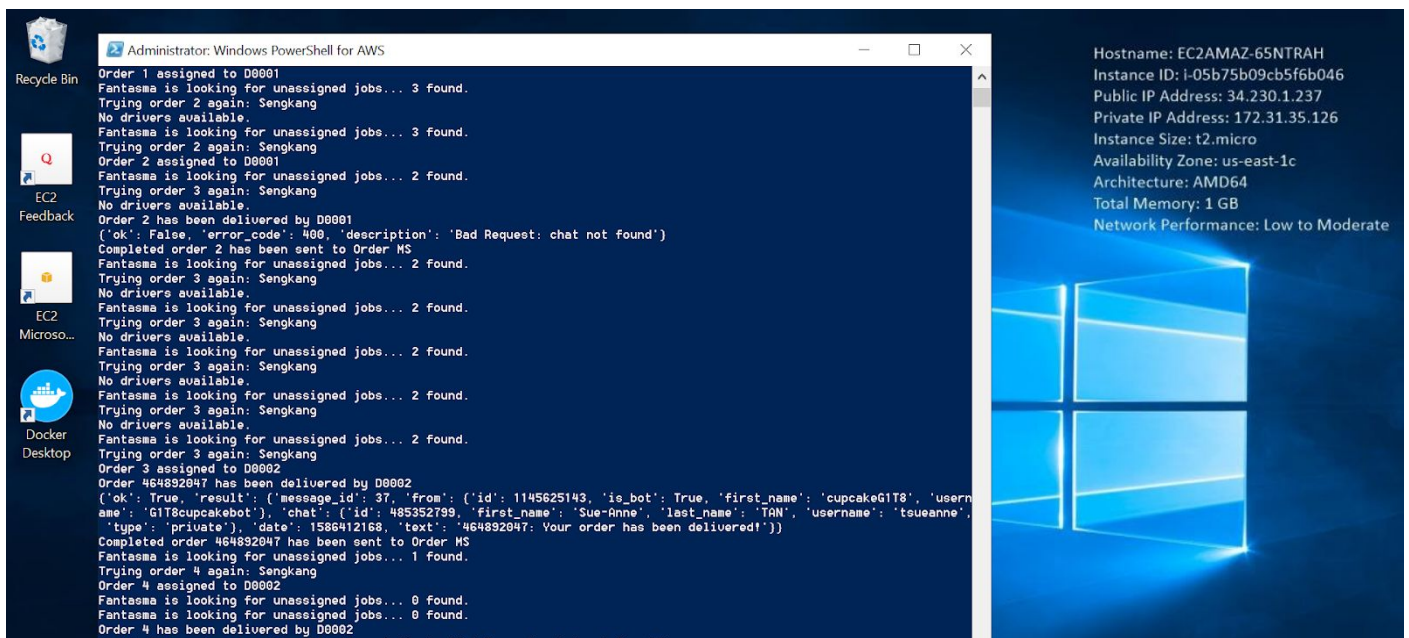 Recycle Bin
EC2
Feedback
EC2
Microso...
Docker
Desktop
Administrator: Windows PowerShell for AWS
Order 1 assigned to D0001
Fantasma is looking for unassigned jobs... 3 found.
Trying order 2 again: Sengkang
No drivers available.
Fantasma is looking for unassigned jobs... 3 found.
Trying order 2 again: Sengkang
Order 2 assigned to D0001
Fantasma is looking for unassigned jobs... 2 found.
Trying order 3 again: Sengkang
No drivers available.
Order 2 has been delivered by D0001
{'ok': False, 'error_code': 400, 'description': 'Bad Request: chat not found'}
Completed order 2 has been sent to Order MS
Fantasma is looking for unassigned jobs... 2 found.
Trying order 3 again: Sengkang
No drivers available.
Fantasma is looking for unassigned jobs... 2 found.
Trying order 3 again: Sengkang
No drivers available.
Fantasma is looking for unassigned jobs... 2 found.
Trying order 3 again: Sengkang
No drivers available.
Fantasma is looking for unassigned jobs... 2 found.
Trying order 3 again: Sengkang
No drivers available.
Fantasma is looking for unassigned jobs... 2 found.
Trying order 3 again: Sengkang
Order 3 assigned to D0002
Order 464892047 has been delivered by D0002
{'ok': True, 'result': {'message_id': 37, 'from': {'id': 1145625143, 'is_bot': True, 'first_name': 'cupcakeG1T8', 'usern
ame': 'G1T8cupcakebot'}, 'chat': {'id': 485352799, 'first_name': 'Sue-Anne', 'last_name': 'TAN', 'username': 'tsueanne',
'type': 'private'}, 'date': 1586412168, 'text': '464892047: Your order has been delivered!'}}
Completed order 464892047 has been sent to Order MS
Fantasma is looking for unassigned jobs... 1 found.
Trying order 4 again: Sengkang
Order 4 assigned to D0002
Fantasma is looking for unassigned jobs... 0 found.
Fantasma is looking for unassigned jobs... 0 found.
Order 4 has been delivered by D0002
Hostname: EC2AMAZ-65NTRAH
Instance ID: i-05b75b09cb5f6b046
Public IP Address: 34.230.1.237
Private IP Address: 172.31.35.126
Instance Size: t2.micro
Availability Zone: us-east-1c
Architecture: AMD64
Total Memory: 1 GB
Network Performance: Low to Moderate